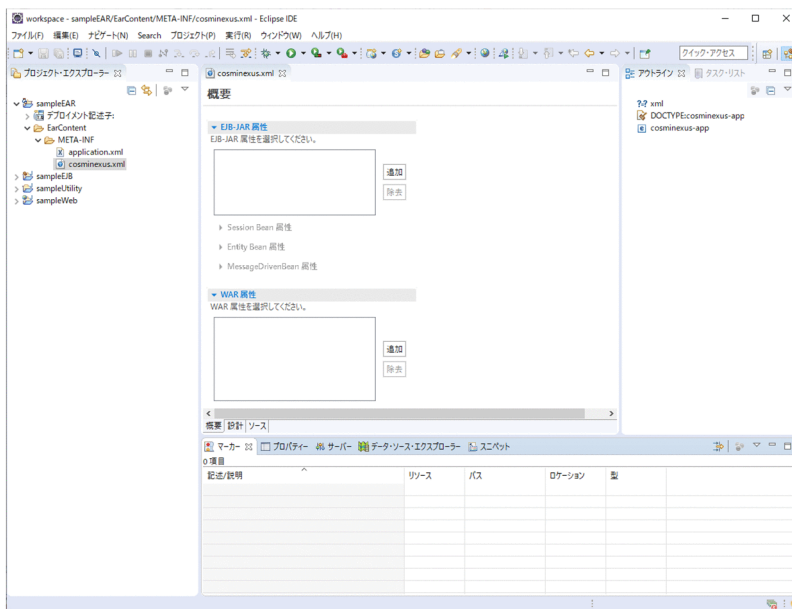 workspace - sampleEAR/EarContent/META-INF/cosminexus.xml - Eclipse IDE
ファイル(F) 編集(E) ナビゲート(N) Search プロジェクト(P) 実行(R) ウィンドウ(W) ヘルプ(H)
クイック・アクセス
プロジェクト・エクスプローラー
sampleEAR
デプロイメント記述子:
EarContent
META-INF
application.xml
cosminexus.xml
sampleEJB
sampleUtility
sampleWeb
cosminexus.xml
概要
EJB-JAR 属性
EJB-JAR 属性を選択してください。
追加
除去
Session Bean 属性
Entity Bean 属性
MessageDrivenBean 属性
WAR 属性
WAR 属性を選択してください。
追加
除去
概要 設計 ソース
アウトライン タスク・リスト
?-? xml
DOCTYPE:cosminexus-app
cosminexus-app
マーカー プロパティー サーバー データ・ソース・エクスプローラー スニペット
0 項目
記述/説明 リソース パス ロケーション 型